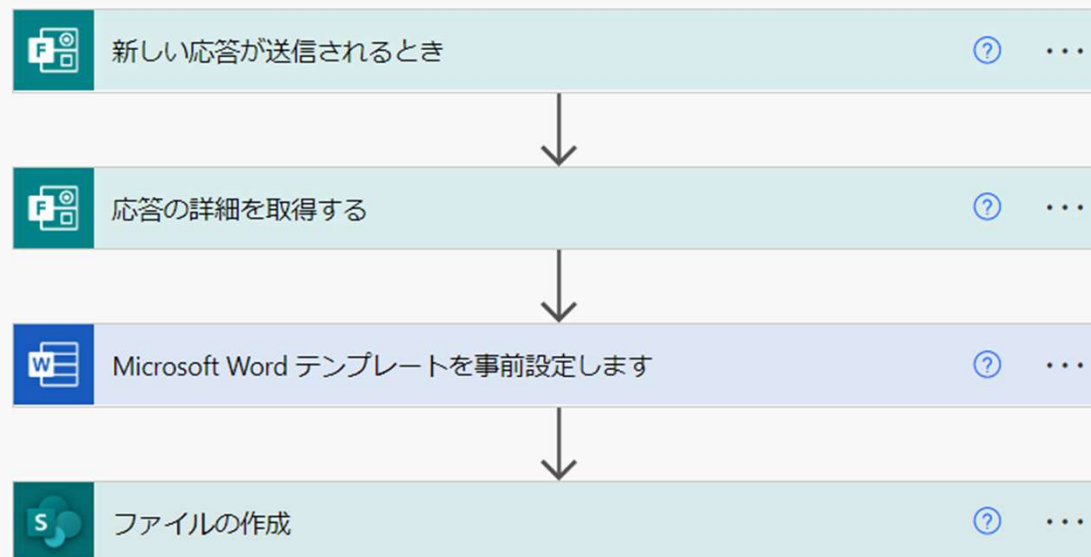 新しい応答が送信されるとき
応答の詳細を取得する
Microsoft Word テンプレートを事前設定します
ファイルの作成